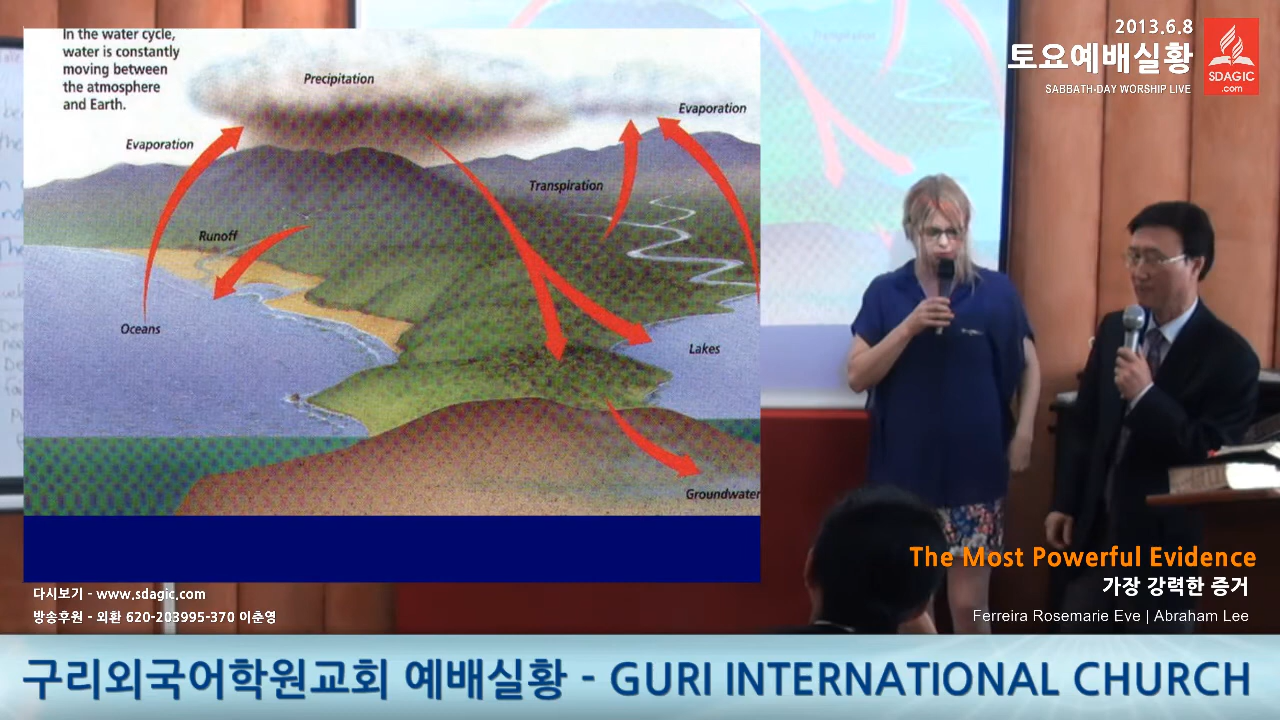 In the water cycle,
water is constantly
moving between
the atmosphere
and Earth.
Precipitation
Evaporation
Evaporation
Transpiration
Runoff
Oceans
Lakes
Groundwater
2013.6.8
토요예배실황
SABBATH-DAY WORSHIP LIVE
SDAGIC
.com
The Most Powerful Evidence
가장 강력한 증거
Ferreira Rosemarie Eve | Abraham Lee
다시보기 - www.sdagic.com
방송후원 - 외환 620-203995-370 이춘영
구리외국어학원교회 예배실황 - GURI INTERNATIONAL CHURCH